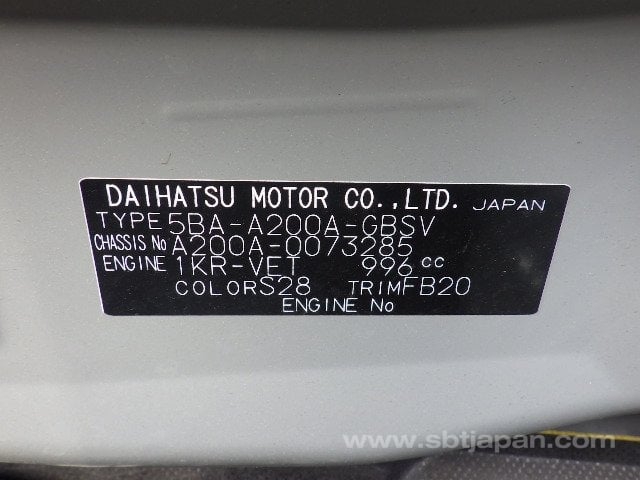 DAIHATSU MOTOR CO.,LTD. JAPAN
TYPE 5BA-A200A-GBSV
CHASSIS No A200A-0073285
ENGINE 1KR-VET 996 cc
COLOR S28 TRIM FB20
ENGINE No
www.sbtjapan.com